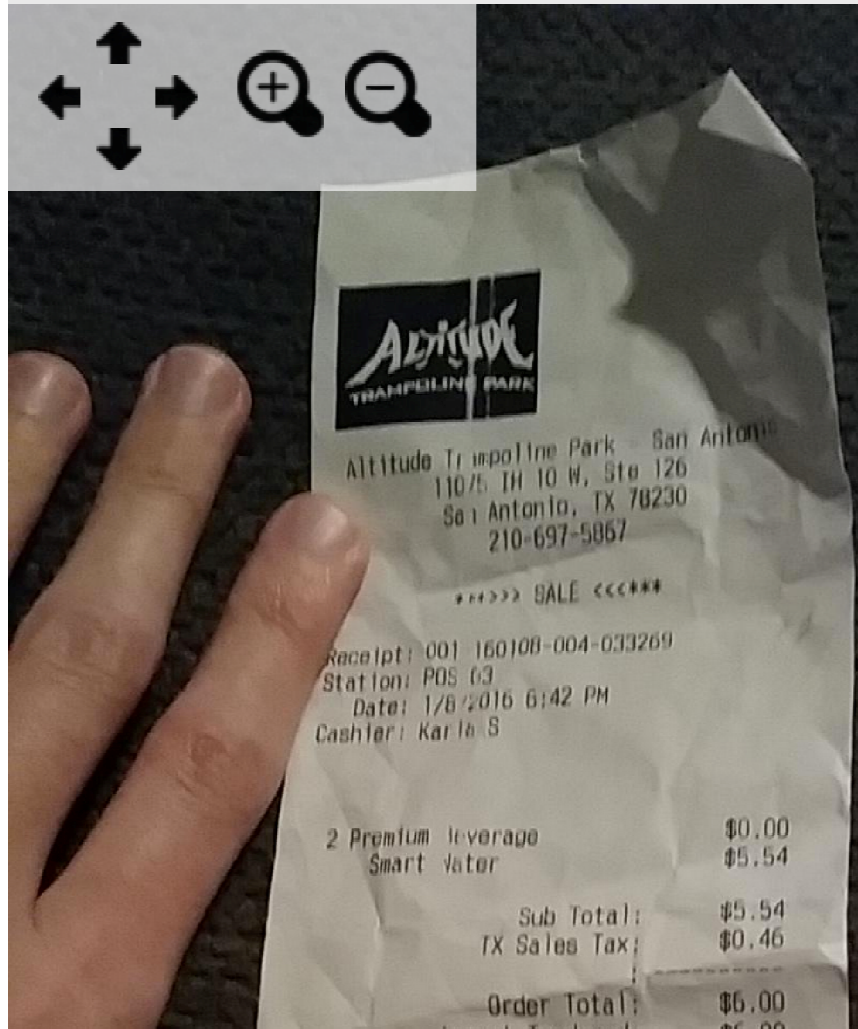 ALTITUDE
TRAMPOLINE PARK
Altitude Trampoline Park - San Antonio
11075 IH 10 W, Ste 126
San Antonio, TX 78230
210-697-5867
***>>> SALE <<<***
Receipt: 001 160108-004-033269
Station: POS 03
Date: 1/8/2016 6:42 PM
Cashier: Karla S
2 Premium Beverage $0.00
Smart Water $5.54
Sub Total: $5.54
TX Sales Tax: $0.46
Order Total: $6.00